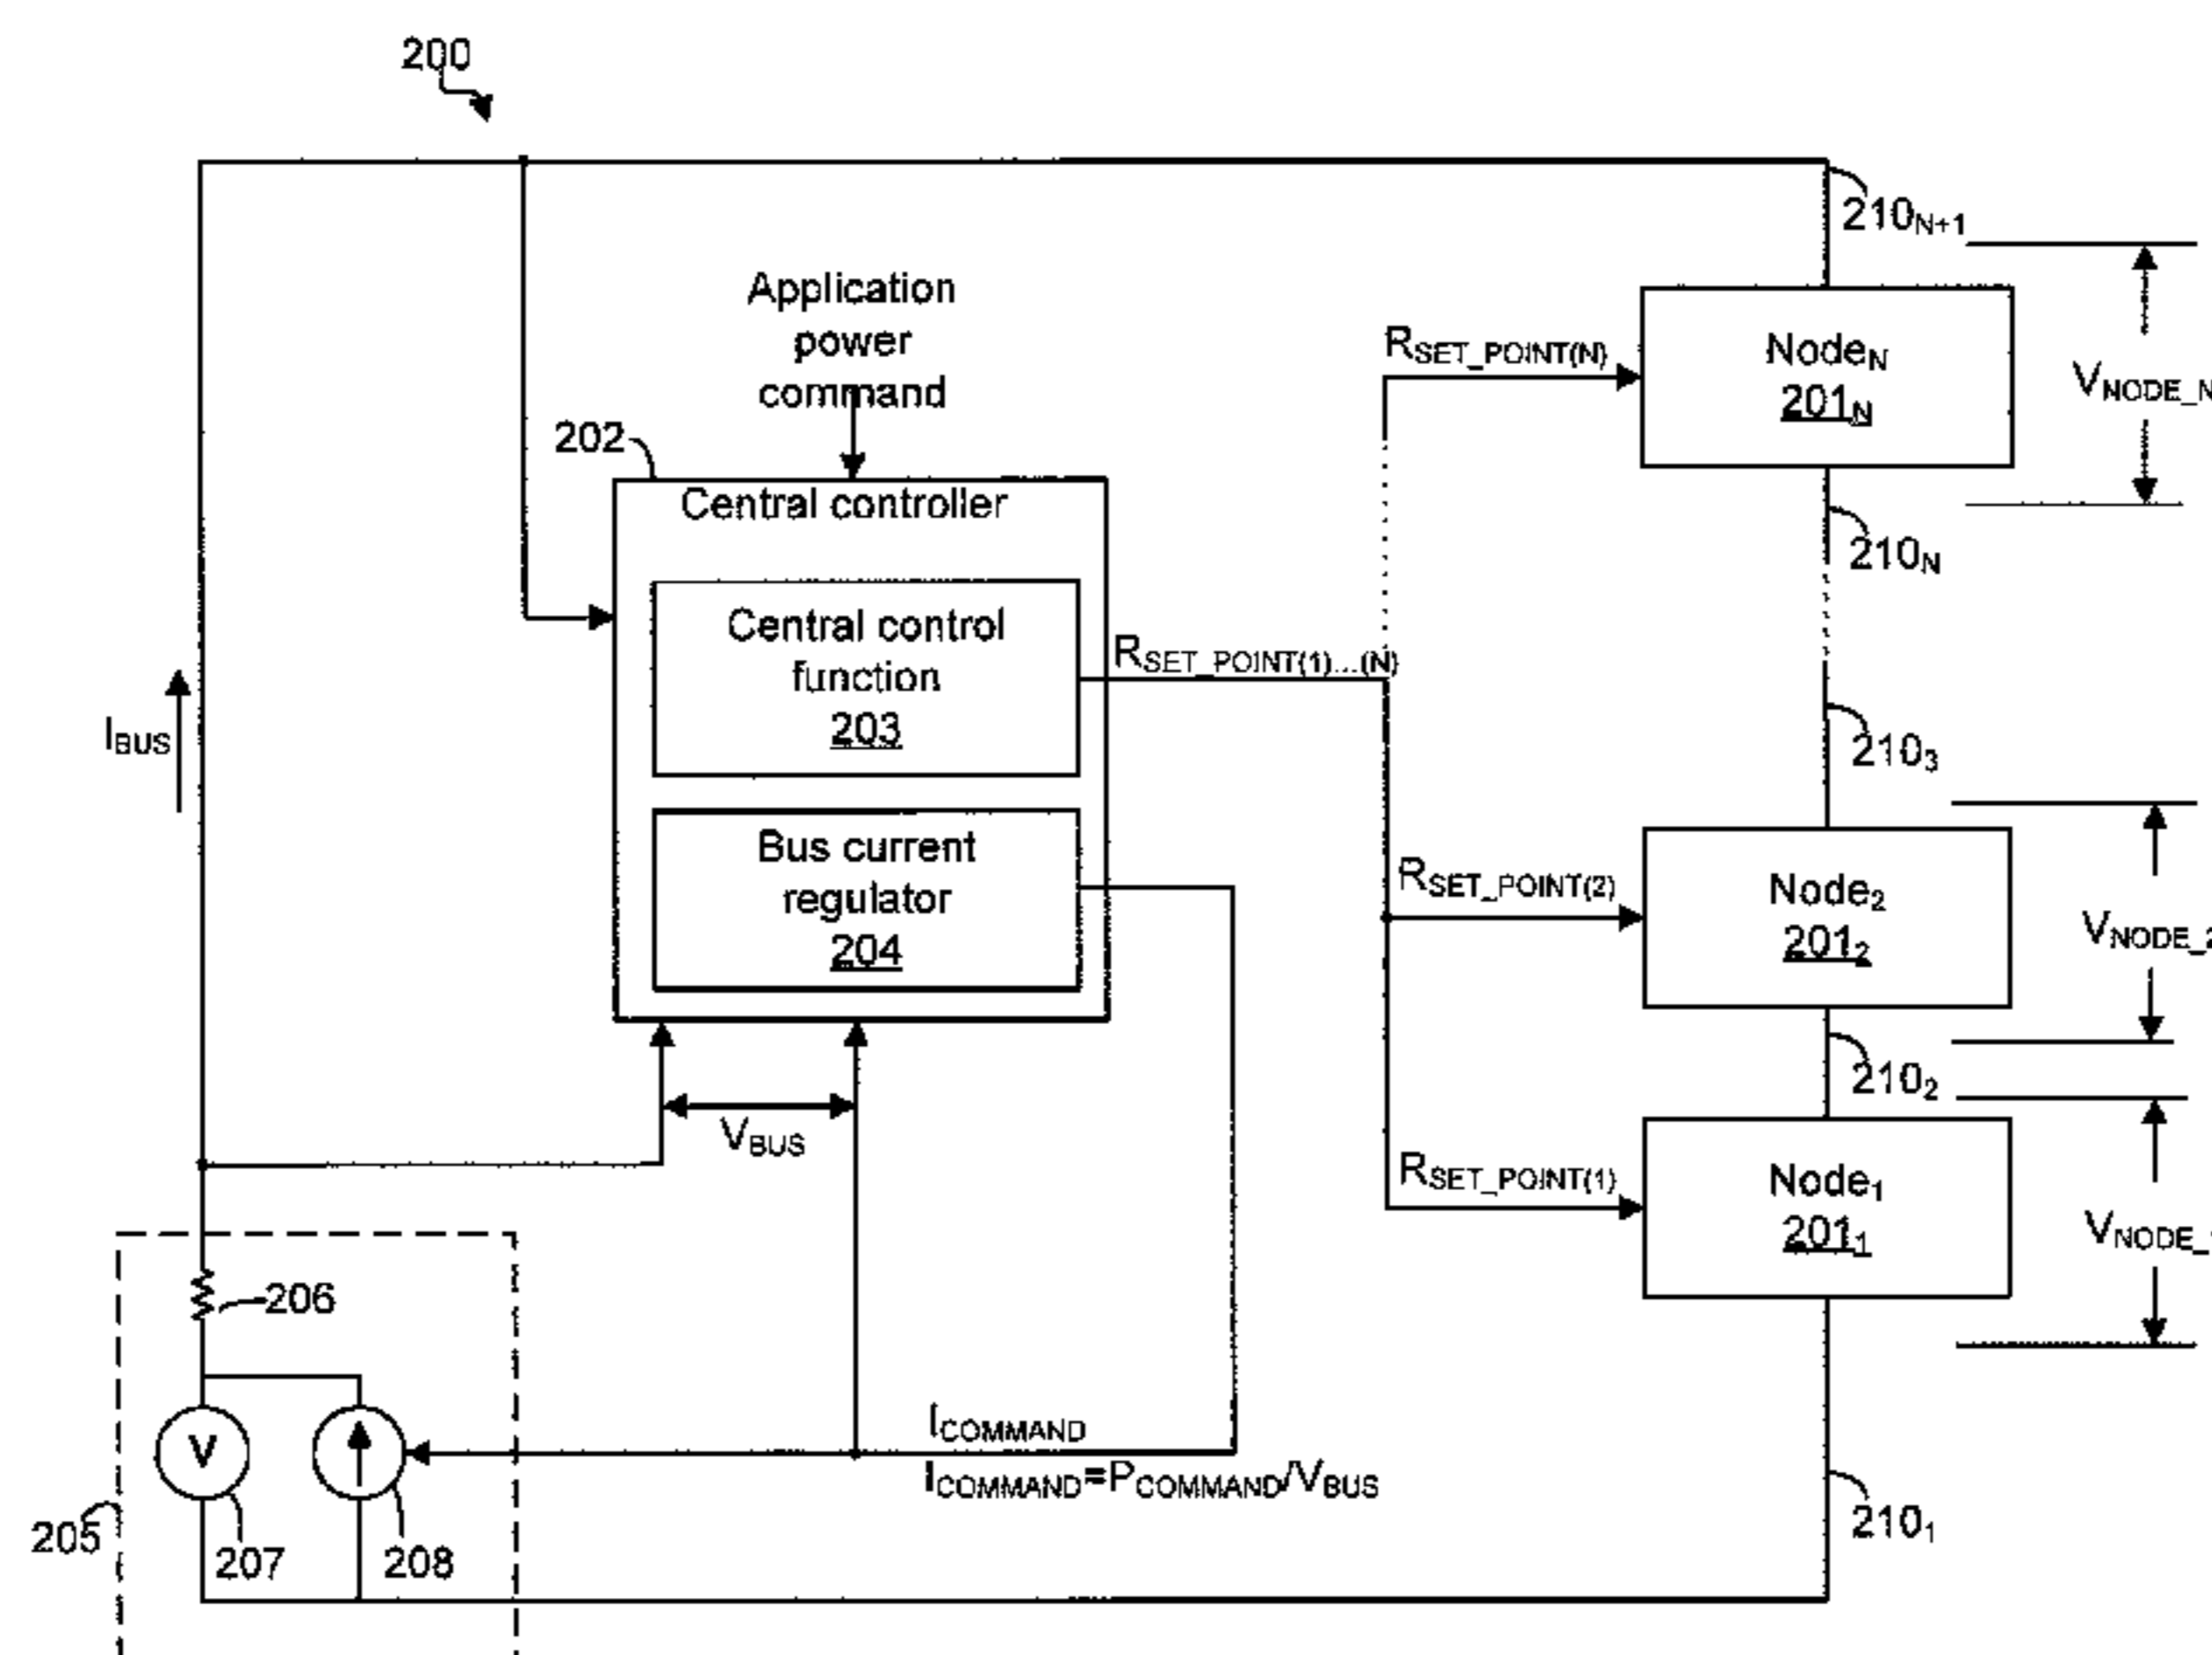 200
210N+1
Application
power
command
RSET_POINT(N)
NodeN
201N
VNODE_N
202
Central controller
210N
Central control
function
203
RSET_POINT(1)...(N)
IBUS
2103
Bus current
regulator
204
RSET_POINT(2)
Node2
2012
VNODE_2
2102
VBUS
RSET_POINT(1)
Node1
2011
VNODE_
206
V
ICOMMAND
ICOMMAND=PCOMMAND/VBUS
205
207
208
2101